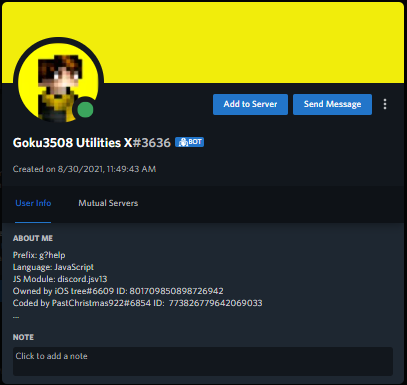 Add to Server
Send Message
Goku3508 Utilities X#3636 BOT
Created on 8/30/2021, 11:49:43 AM
User Info
Mutual Servers
ABOUT ME
Prefix: g?help
Language: JavaScript
JS Module: discord.jsv13
Owned by iOS tree#6609 ID: 801709850898726942
Coded by PastChristmas922#6854 ID: 773826779642069033
...
NOTE
Click to add a note